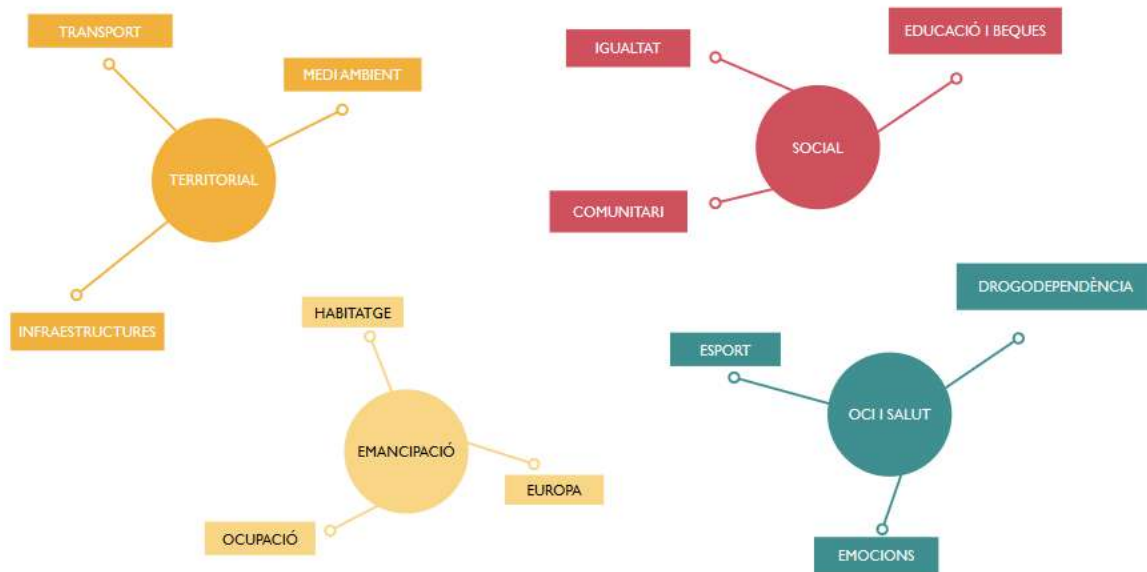 TRANSPORT
MEDI AMBIENT
TERRITORIAL
INFRAESTRUCTURES
IGUALTAT
EDUCACIÓ I BEQUES
SOCIAL
COMUNITARI
HABITATGE
EMANCIPACIÓ
EUROPA
OCUPACIÓ
DROGODEPENDÈNCIA
ESPORT
OCI I SALUT
EMOCIONS